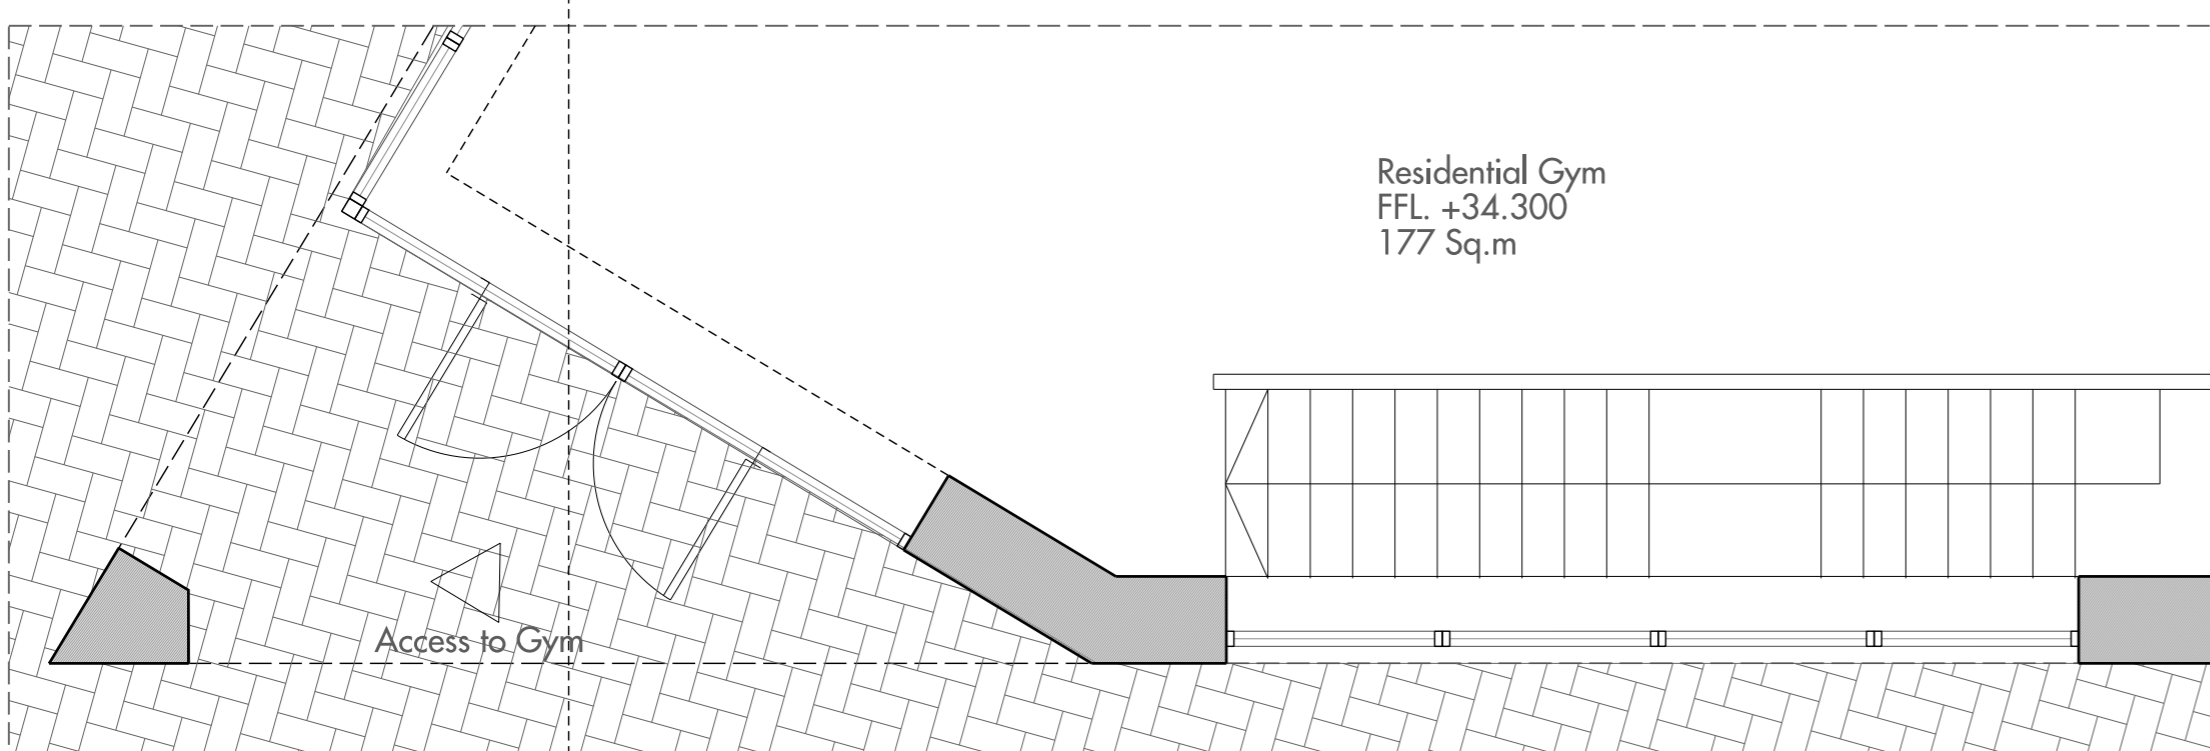 Residential Gym
FFL. +34.300
177 Sq.m
Access to Gym